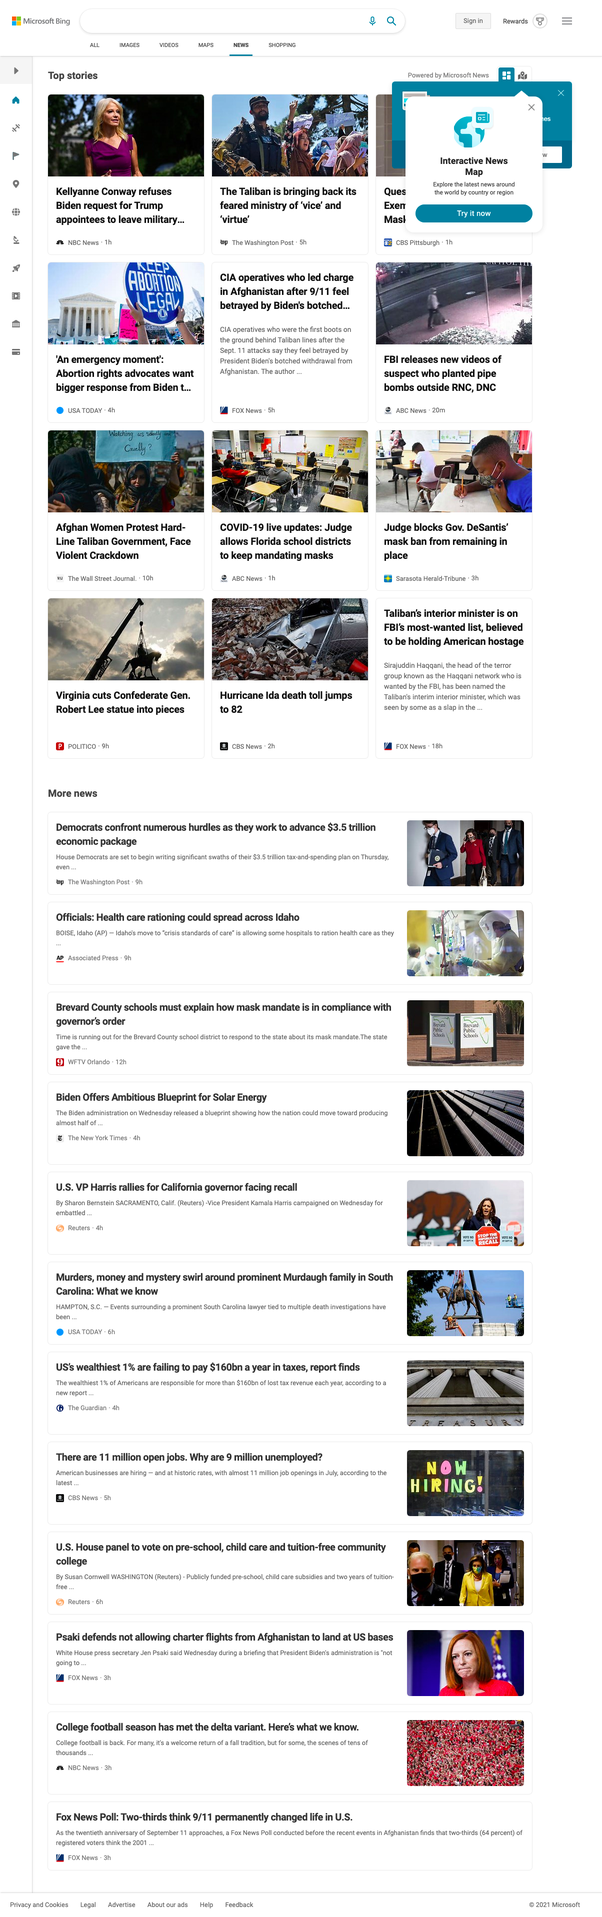 Microsoft Bing
Sign in
Rewards
ALL
IMAGES
VIDEOS
MAPS
NEWS
SHOPPING
Top stories
Powered by Microsoft News
Interactive News
Map
Explore the latest news around
the world by country or region
Try it now
Kellyanne Conway refuses
Biden request for Trump
appointees to leave military...
NBC News · 1h
The Taliban is bringing back its
feared ministry of 'vice' and
'virtue'
The Washington Post · 5h
Ques
Exem
Mask
CBS Pittsburgh · 1h
KEEP
ABORTION
LEGAL
'An emergency moment':
Abortion rights advocates want
bigger response from Biden t...
USA TODAY · 4h
CIA operatives who led charge
in Afghanistan after 9/11 feel
betrayed by Biden's botched...
CIA operatives who were the first boots on
the ground behind Taliban lines after the
Sept. 11 attacks say they feel betrayed by
President Biden's botched withdrawal from
Afghanistan. The author ...
FOX News · 5h
FBI releases new videos of
suspect who planted pipe
bombs outside RNC, DNC
ABC News · 20m
Afghan Women Protest Hard-
Line Taliban Government, Face
Violent Crackdown
The Wall Street Journal. · 10h
COVID-19 live updates: Judge
allows Florida school districts
to keep mandating masks
ABC News · 1h
Judge blocks Gov. DeSantis'
mask ban from remaining in
place
Sarasota Herald-Tribune · 3h
Virginia cuts Confederate Gen.
Robert Lee statue into pieces
POLITICO · 9h
Hurricane Ida death toll jumps
to 82
CBS News · 2h
Taliban's interior minister is on
FBI's most-wanted list, believed
to be holding American hostage
Sirajuddin Haqqani, the head of the terror
group known as the Haqqani network who is
wanted by the FBI, has been named the
Taliban's interim interior minister, which was
seen by some as a slap in the ...
FOX News · 18h
More news
Democrats confront numerous hurdles as they work to advance $3.5 trillion
economic package
House Democrats are set to begin writing significant swaths of their $3.5 trillion tax-and-spending plan on Thursday,
even ...
The Washington Post · 9h
Officials: Health care rationing could spread across Idaho
BOISE, Idaho (AP) — Idaho's move to "crisis standards of care" is allowing some hospitals to ration health care as they
...
AP Associated Press · 9h
Brevard County schools must explain how mask mandate is in compliance with
governor's order
Time is running out for the Brevard County school district to respond to the state about its mask mandate.The state
gave the ...
WFTV Orlando · 12h
Biden Offers Ambitious Blueprint for Solar Energy
The Biden administration on Wednesday released a blueprint showing how the nation could move toward producing
almost half of ...
The New York Times · 4h
U.S. VP Harris rallies for California governor facing recall
By Sharon Bernstein SACRAMENTO, Calif. (Reuters) -Vice President Kamala Harris campaigned on Wednesday for
embattled ...
Reuters · 4h
Murders, money and mystery swirl around prominent Murdaugh family in South
Carolina: What we know
HAMPTON, S.C. — Events surrounding a prominent South Carolina lawyer tied to multiple death investigations have
been ...
USA TODAY · 6h
US's wealthiest 1% are failing to pay $160bn a year in taxes, report finds
The wealthiest 1% of Americans are responsible for more than $160bn of lost tax revenue each year, according to a
new report ...
The Guardian · 4h
TREASURY
There are 11 million open jobs. Why are 9 million unemployed?
American businesses are hiring — and at historic rates, with almost 11 million job openings in July, according to the
latest ...
CBS News · 5h
NOW
HIRING!
U.S. House panel to vote on pre-school, child care and tuition-free community
college
By Susan Cornwell WASHINGTON (Reuters) - Publicly funded pre-school, child care subsidies and two years of tuition-
free ...
Reuters · 6h
Psaki defends not allowing charter flights from Afghanistan to land at US bases
White House press secretary Jen Psaki said Wednesday during a briefing that President Biden's administration is "not
going to ...
FOX News · 3h
College football season has met the delta variant. Here's what we know.
College football is back. For many, it's a welcome return of a fall tradition, but for some, the scenes of tens of
thousands ...
NBC News · 3h
Fox News Poll: Two-thirds think 9/11 permanently changed life in U.S.
As the twentieth anniversary of September 11 approaches, a Fox News Poll conducted before the recent events in Afghanistan finds that two-thirds (64 percent) of
registered voters think the 2001 ...
FOX News · 3h
Privacy and Cookies
Legal
Advertise
About our ads
Help
Feedback
© 2021 Microsoft